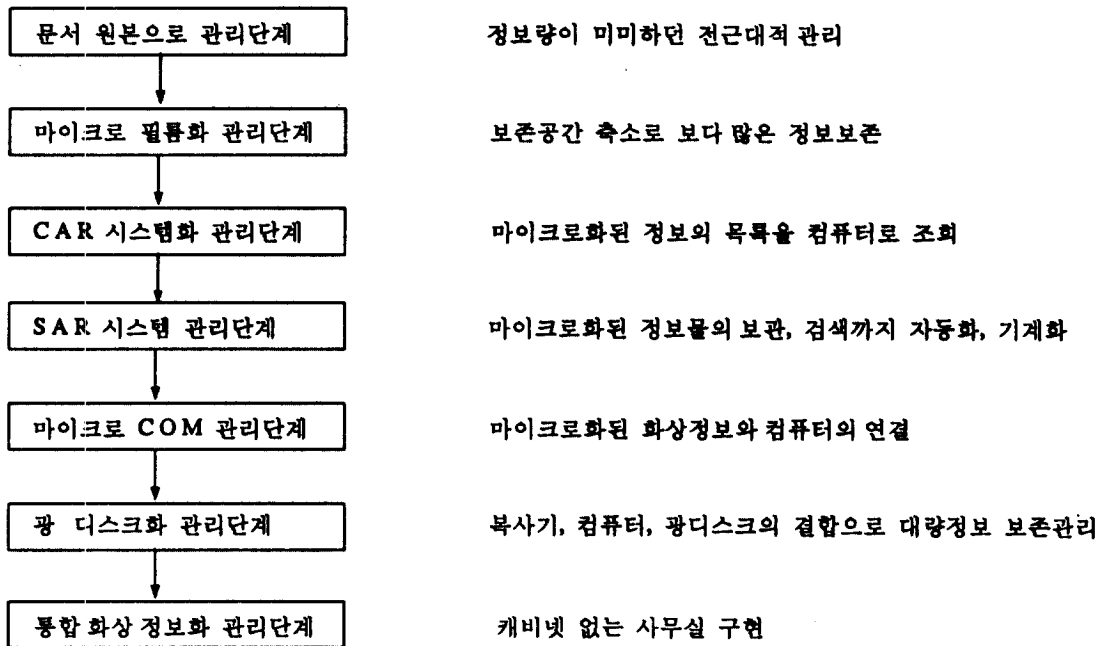 문서 원본으로 관리단계
정보량이 미미하던 전근대적 관리
마이크로 필름화 관리단계
보존공간 축소로 보다 많은 정보보존
CAR 시스템화 관리단계
마이크로화된 정보의 목록을 컴퓨터로 조회
SAR 시스템 관리단계
마이크로화된 정보물의 보관, 검색까지 자동화, 기계화
마이크로 COM 관리단계
마이크로화된 화상정보와 컴퓨터의 연결
광 디스크화 관리단계
복사기, 컴퓨터, 광디스크의 결합으로 대량정보 보존관리
통합 화상 정보화 관리단계
캐비넷 없는 사무실 구현